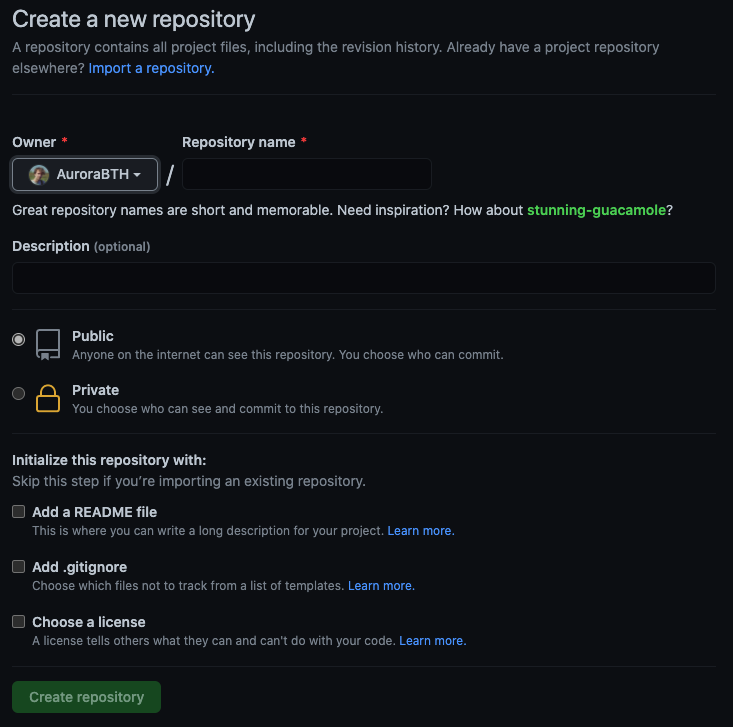 Create a new repository
A repository contains all project files, including the revision history. Already have a project repository
elsewhere? Import a repository.
Owner * Repository name *
AuroraBTH /
Great repository names are short and memorable. Need inspiration? How about stunning-guacamole?
Description (optional)
Public
Anyone on the internet can see this repository. You choose who can commit.
Private
You choose who can see and commit to this repository.
Initialize this repository with:
Skip this step if you’re importing an existing repository.
Add a README file
This is where you can write a long description for your project. Learn more.
Add .gitignore
Choose which files not to track from a list of templates. Learn more.
Choose a license
A license tells others what they can and can't do with your code. Learn more.
Create repository